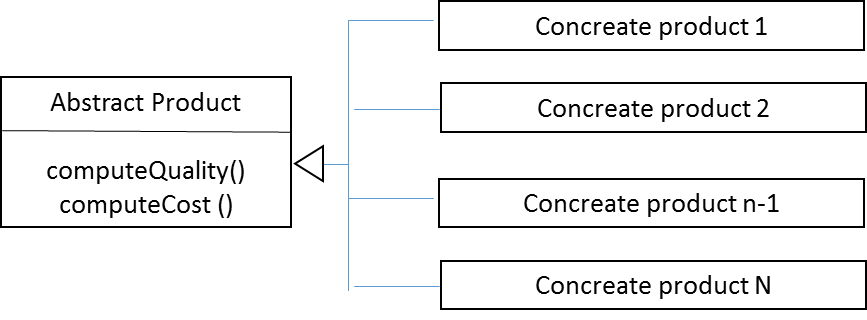 Abstract Product
computeQuality()
computeCost ()
Concreate product 1
Concreate product 2
Concreate product n-1
Concreate product N